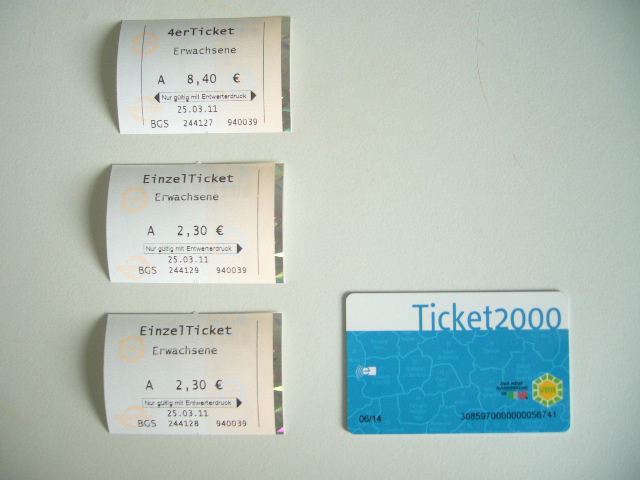 4erTicket
Erwachsene
A 8,40 €
Nur gültig mit Entwerterdruck
25.03.11
BGS 244127 940039
EinzelTicket
Erwachsene
A 2,30 €
Nur gültig mit Entwerterdruck
25.03.11
BGS 244129 940039
EinzelTicket
Erwachsene
A 2,30 €
Nur gültig mit Entwerterdruck
25.03.11
BGS 244128 940039
Ticket2000
06/14
3085970000000056741